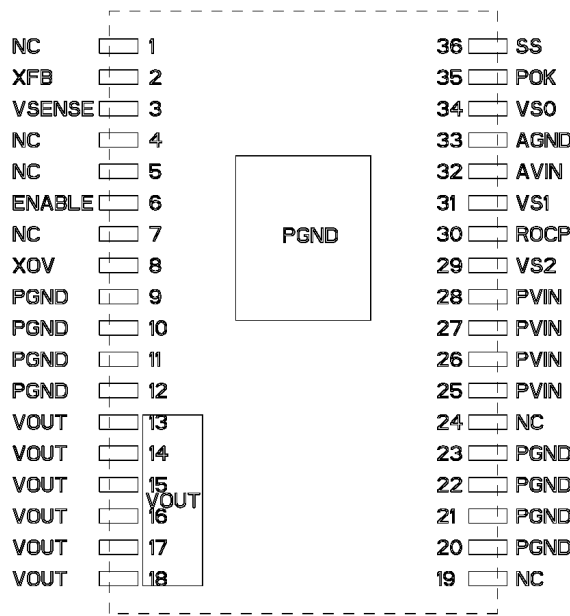 NC 1 36 SS
XFB 2 35 POK
VSENSE 3 34 VS0
NC 4 33 AGND
NC 5 32 AVIN
ENABLE 6 31 VS1
NC 7 PGND 30 ROCP
XOV 8 29 VS2
PGND 9 28 PVIN
PGND 10 27 PVIN
PGND 11 26 PVIN
PGND 12 25 PVIN
VOUT 13 24 NC
VOUT 14 23 PGND
VOUT 15 22 PGND
VOUT
VOUT 16 21 PGND
VOUT 17 20 PGND
VOUT 18 19 NC